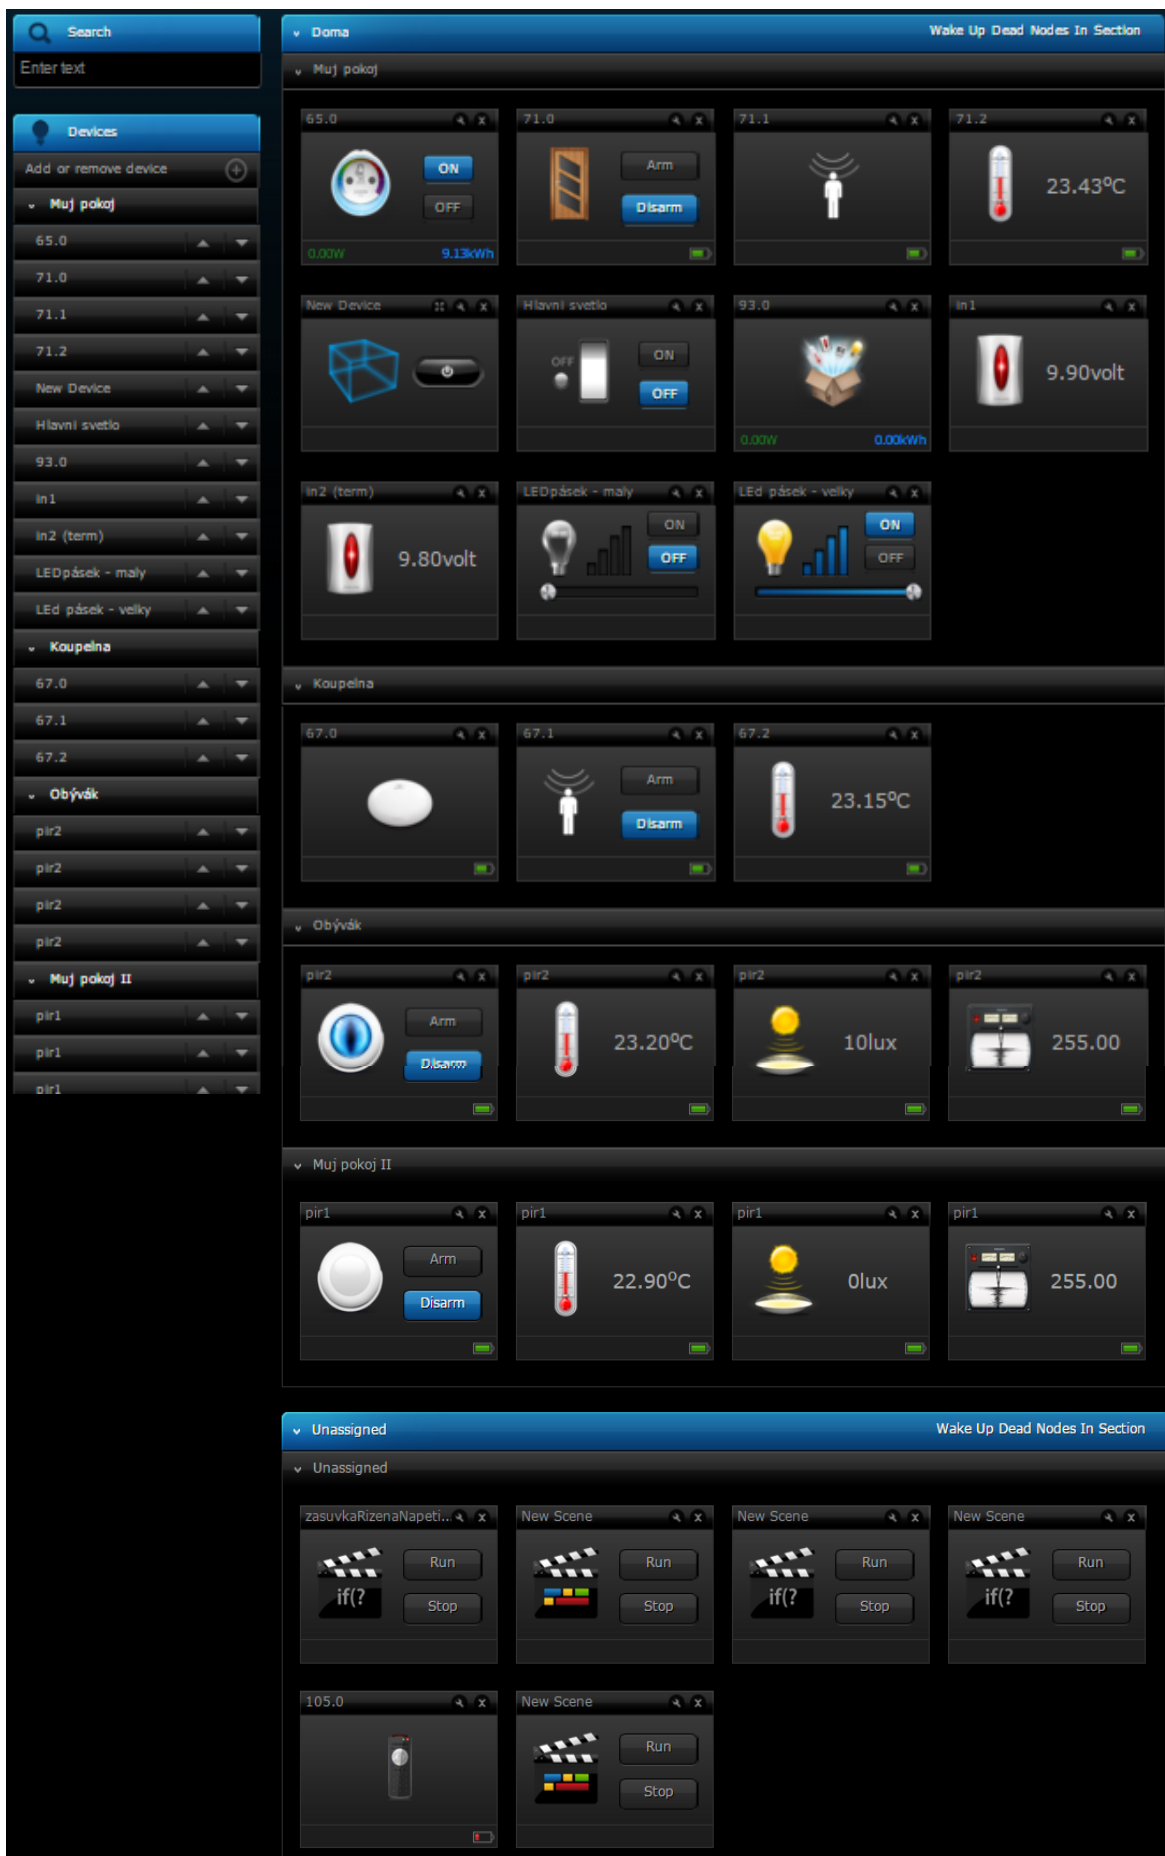 Search
Enter text
Devices
Add or remove device
Muj pokoj
65.0
71.0
71.1
71.2
New Device
Hlavni svetlo
93.0
in1
in2 (term)
LEDpásek - maly
LEd pásek - velky
Koupelna
67.0
67.1
67.2
Obývák
pir2
pir2
pir2
pir2
Muj pokoj II
pir1
pir1
pir1
Doma Wake Up Dead Nodes In Section
Muj pokoj
65.0 71.0 71.1 71.2
ON Arm
23.43°C
OFF Disarm
0.00W 9.13kWh
New Device Hlavni svetlo 93.0 in1
OFF ON
9.90volt
OFF
0.00W 0.00kWh
in2 (term) LEDpásek - maly LEd pásek - velky
ON ON
9.80volt OFF OFF
Koupelna
67.0 67.1 67.2
Arm
23.15°C
Disarm
Obývák
pir2 pir2 pir2 pir2
Arm
23.20°C 10lux 255.00
Disarm
Muj pokoj II
pir1 pir1 pir1 pir1
Arm
22.90°C 0lux 255.00
Disarm
Unassigned Wake Up Dead Nodes In Section
Unassigned
zasuvkaRizenaNapeti... New Scene New Scene New Scene
Run Run Run Run
if(? if(? if(?
Stop Stop Stop Stop
105.0 New Scene
Run
Stop